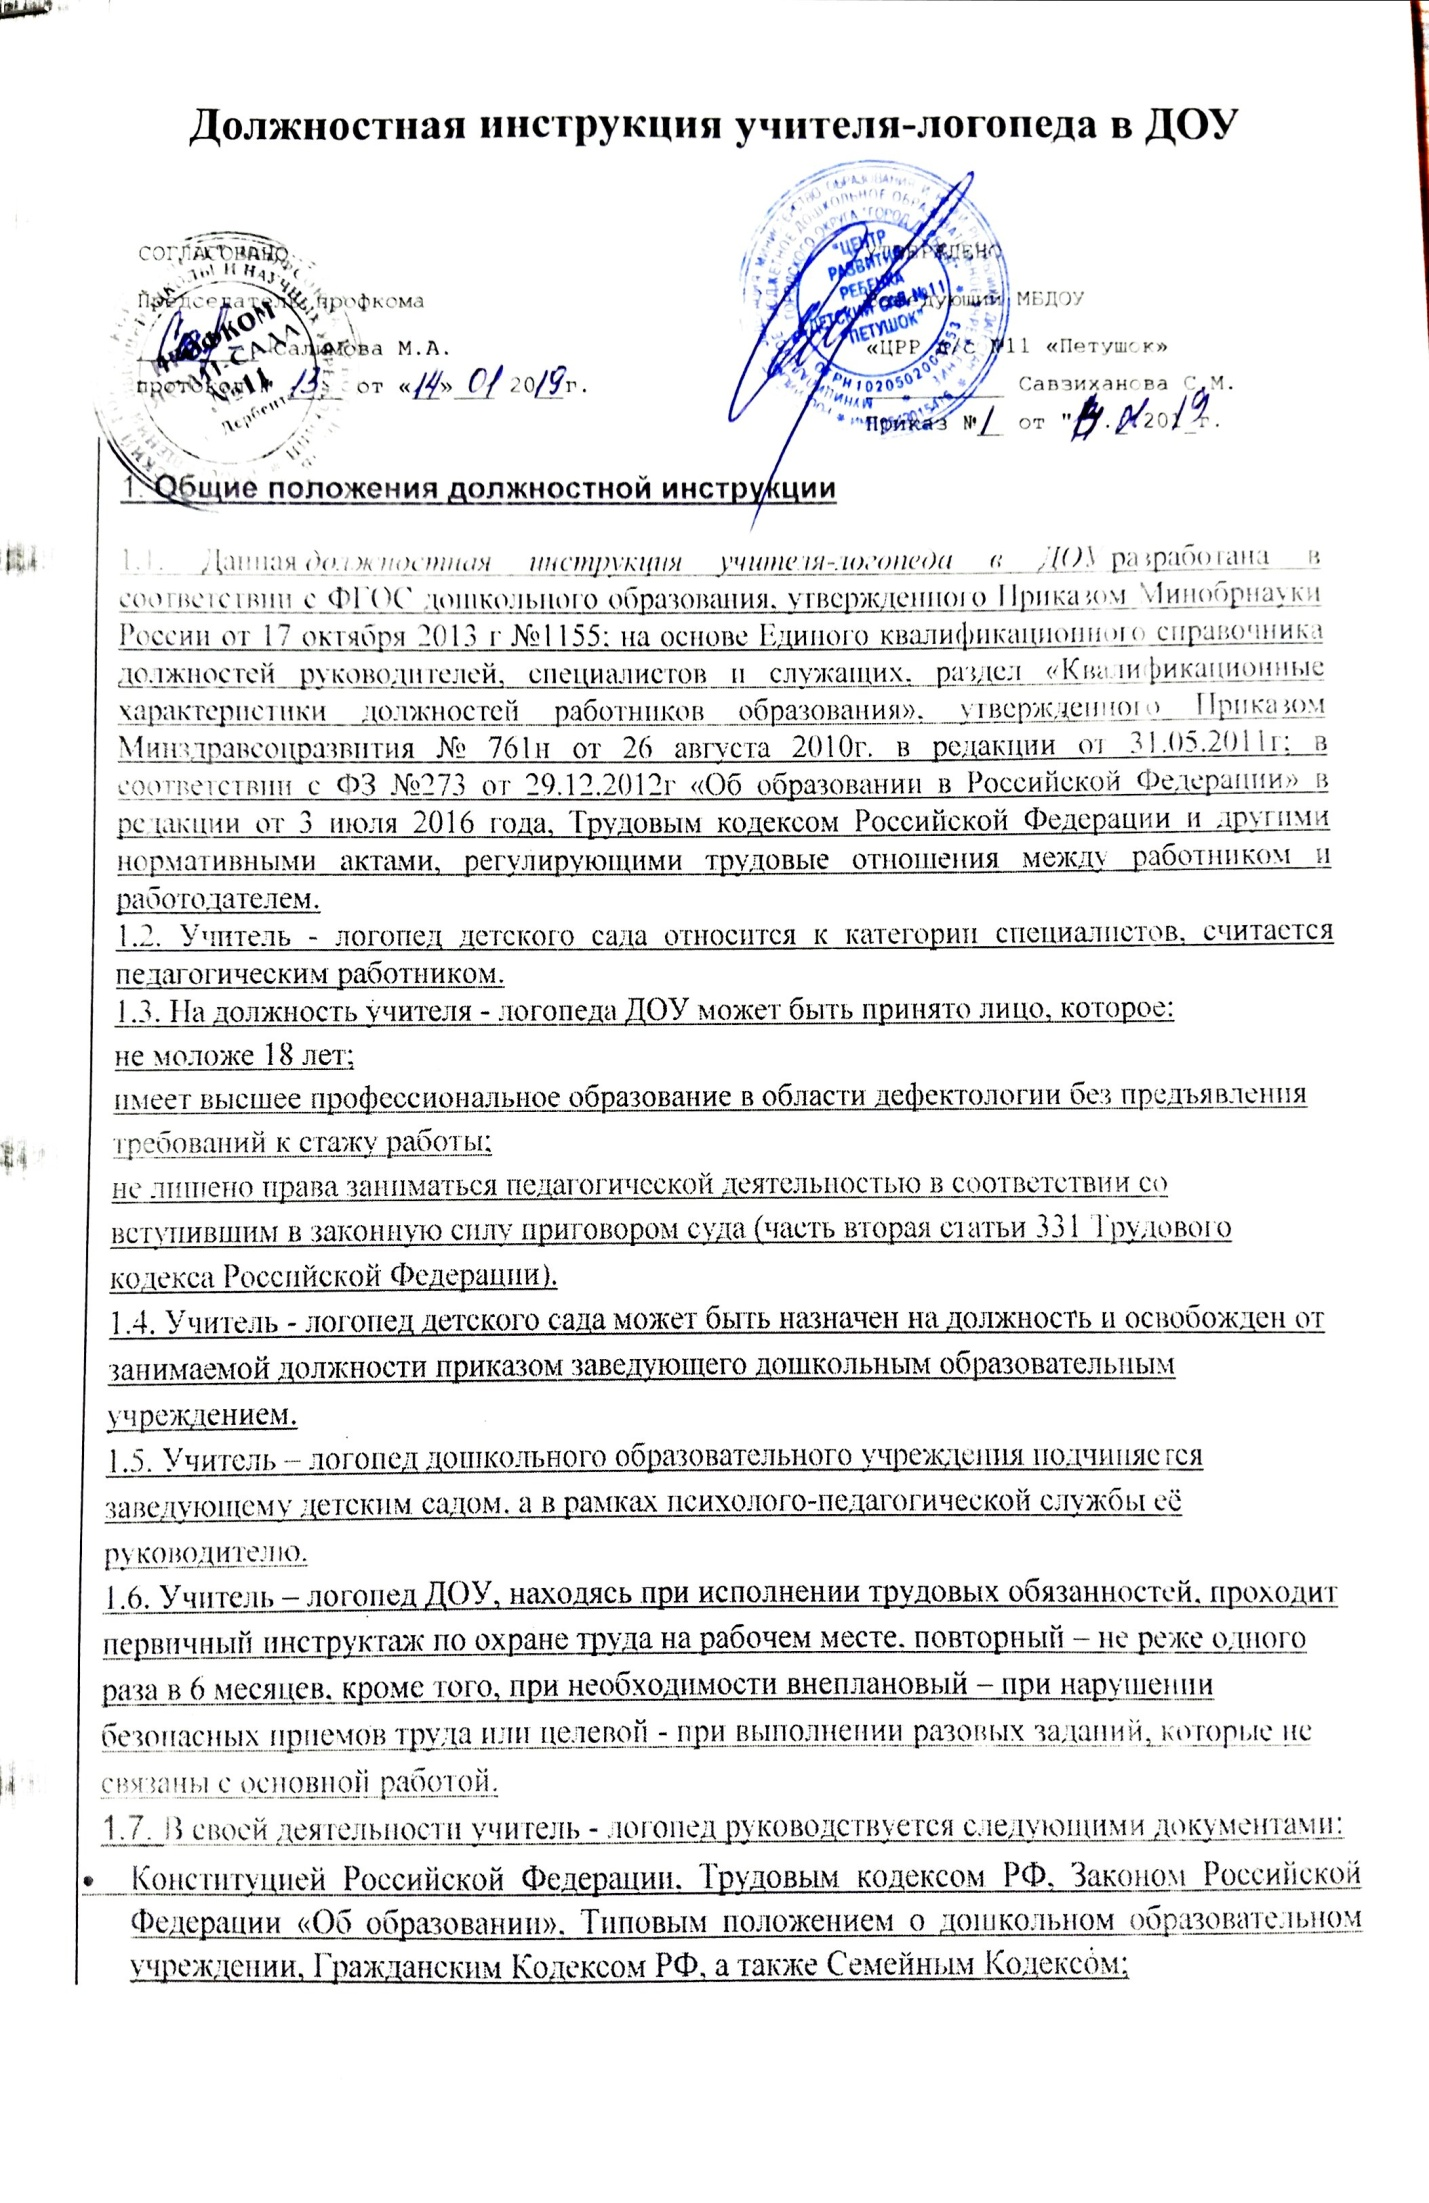 Должностная инструкция учителя-логопеда в ДОУ
СОГЛАСОВАНО
Председатель профкома
Салимова М.А.
протокол № 13 от «14» 01 2019г.
ПРОФКОМ
№11
Дербент
УТВЕРЖДЕНО
Заведующий МБДОУ
«ЦРР д/с №11 «Петушок»
Савзиханова С.М.
Приказ №1 от " . 2019г.
"ЦЕНТР
РАЗВИТИЯ
РЕБЕНКА
ДЕТСКИЙ САД №11
"ПЕТУШОК"
1. Общие положения должностной инструкции
1.1. Данная должностная инструкция учителя-логопеда в ДОУ разработана в
соответствии с ФГОС дошкольного образования, утвержденного Приказом Минобрнауки
России от 17 октября 2013 г №1155; на основе Единого квалификационного справочника
должностей руководителей, специалистов и служащих, раздел «Квалификационные
характеристики должностей работников образования», утвержденного Приказом
Минздравсоцразвития № 761н от 26 августа 2010г. в редакции от 31.05.2011г; в
соответствии с ФЗ №273 от 29.12.2012г «Об образовании в Российской Федерации» в
редакции от 3 июля 2016 года, Трудовым кодексом Российской Федерации и другими
нормативными актами, регулирующими трудовые отношения между работником и
работодателем.
1.2. Учитель - логопед детского сада относится к категории специалистов, считается
педагогическим работником.
1.3. На должность учителя - логопеда ДОУ может быть принято лицо, которое:
не моложе 18 лет;
имеет высшее профессиональное образование в области дефектологии без предъявления
требований к стажу работы;
не лишено права заниматься педагогической деятельностью в соответствии со
вступившим в законную силу приговором суда (часть вторая статьи 331 Трудового
кодекса Российской Федерации).
1.4. Учитель - логопед детского сада может быть назначен на должность и освобожден от
занимаемой должности приказом заведующего дошкольным образовательным
учреждением.
1.5. Учитель – логопед дошкольного образовательного учреждения подчиняется
заведующему детским садом, а в рамках психолого-педагогической службы её
руководителю.
1.6. Учитель – логопед ДОУ, находясь при исполнении трудовых обязанностей, проходит
первичный инструктаж по охране труда на рабочем месте, повторный – не реже одного
раза в 6 месяцев, кроме того, при необходимости внеплановый – при нарушении
безопасных приемов труда или целевой - при выполнении разовых заданий, которые не
связаны с основной работой.
1.7. В своей деятельности учитель - логопед руководствуется следующими документами:
• Конституцией Российской Федерации, Трудовым кодексом РФ, Законом Российской
Федерации «Об образовании», Типовым положением о дошкольном образовательном
учреждении, Гражданским Кодексом РФ, а также Семейным Кодексом;